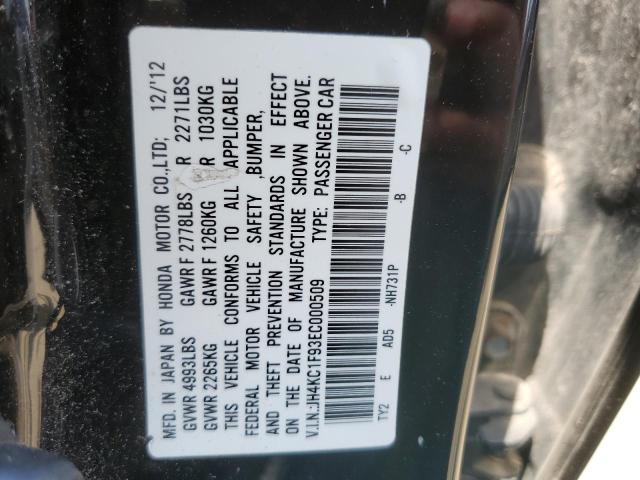 MFD. IN JAPAN BY HONDA MOTOR CO.,LTD; 12/12
GVWR 4993LBS GAWR F 2778LBS R 2271LBS
GVWR 2265KG GAWR F 1260KG R 1030KG
THIS VEHICLE CONFORMS TO ALL APPLICABLE
FEDERAL MOTOR VEHICLE SAFETY ,BUMPER,
AND THEFT PREVENTION STANDARDS IN EFFECT
ON THE DATE OF MANUFACTURE SHOWN ABOVE.
V.I.N.:JH4KC1F93EC000509 TYPE: PASSENGER CAR
TY2 E AD5 -NH731P -B -C